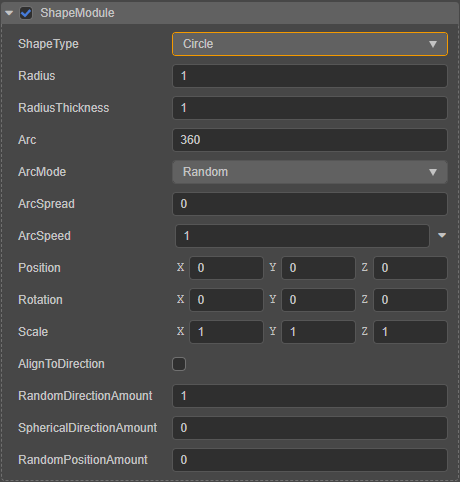 ShapeModule
ShapeType Circle
Radius 1
RadiusThickness 1
Arc 360
ArcMode Random
ArcSpread 0
ArcSpeed 1
Position X 0 Y 0 Z 0
Rotation X 0 Y 0 Z 0
Scale X 1 Y 1 Z 1
AlignToDirection
RandomDirectionAmount 1
SphericalDirectionAmount 0
RandomPositionAmount 0